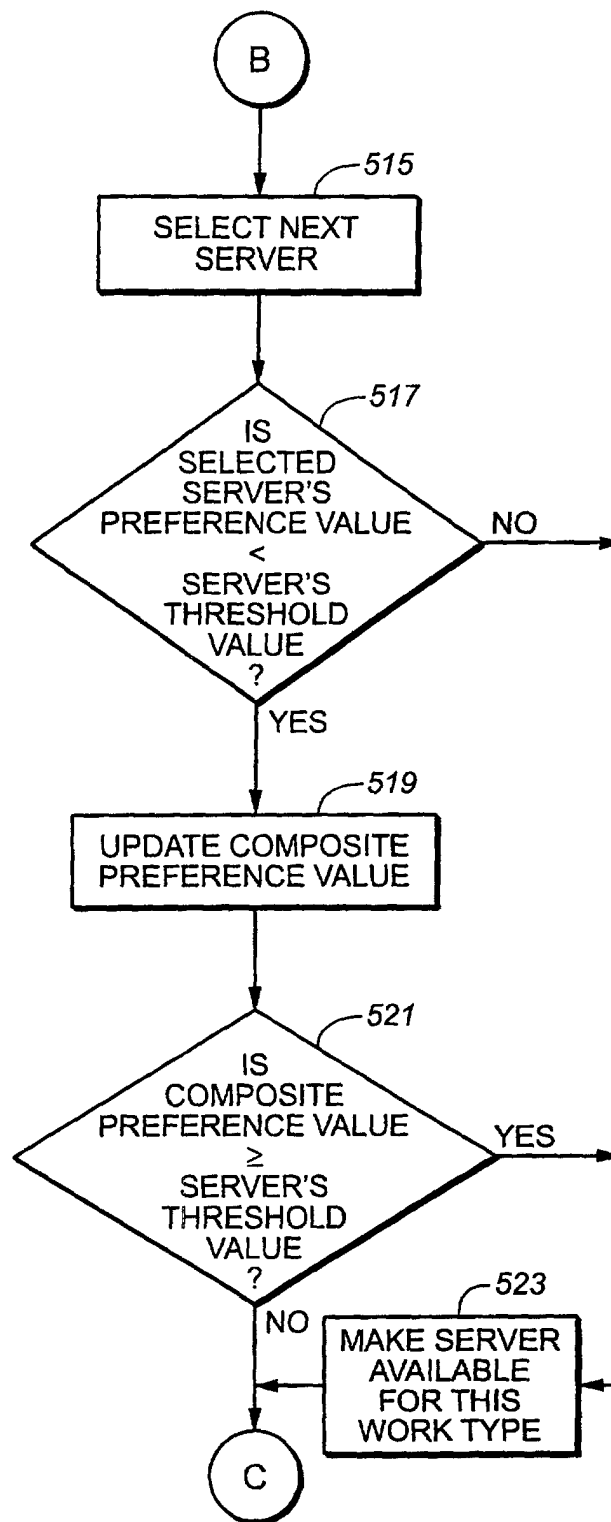 B
515
SELECT NEXT
SERVER
517
IS
SELECTED
SERVER'S
PREFERENCE VALUE
<
SERVER'S
THRESHOLD
VALUE
?
NO
YES
519
UPDATE COMPOSITE
PREFERENCE VALUE
521
IS
COMPOSITE
PREFERENCE VALUE
≥
SERVER'S
THRESHOLD
VALUE
?
YES
NO
523
MAKE SERVER
AVAILABLE
FOR THIS
WORK TYPE
C